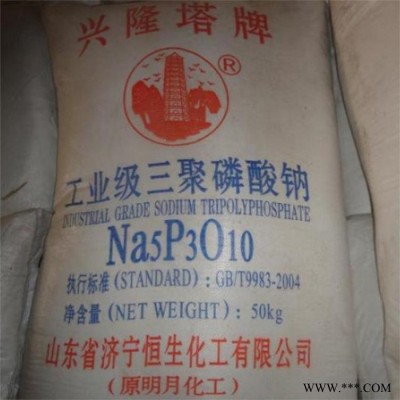 兴隆塔牌
®
工业级三聚磷酸钠
INDUSTRIAL GRADE SODIUM TRIPOLYPHOSPHATE
Na5P3O10
执行标准(STANDARD):GB/T9983-2004
净含量(NET WEIGHT):50kg
山东省济宁恒生化工有限公司
(原明月化工)
www.***.com